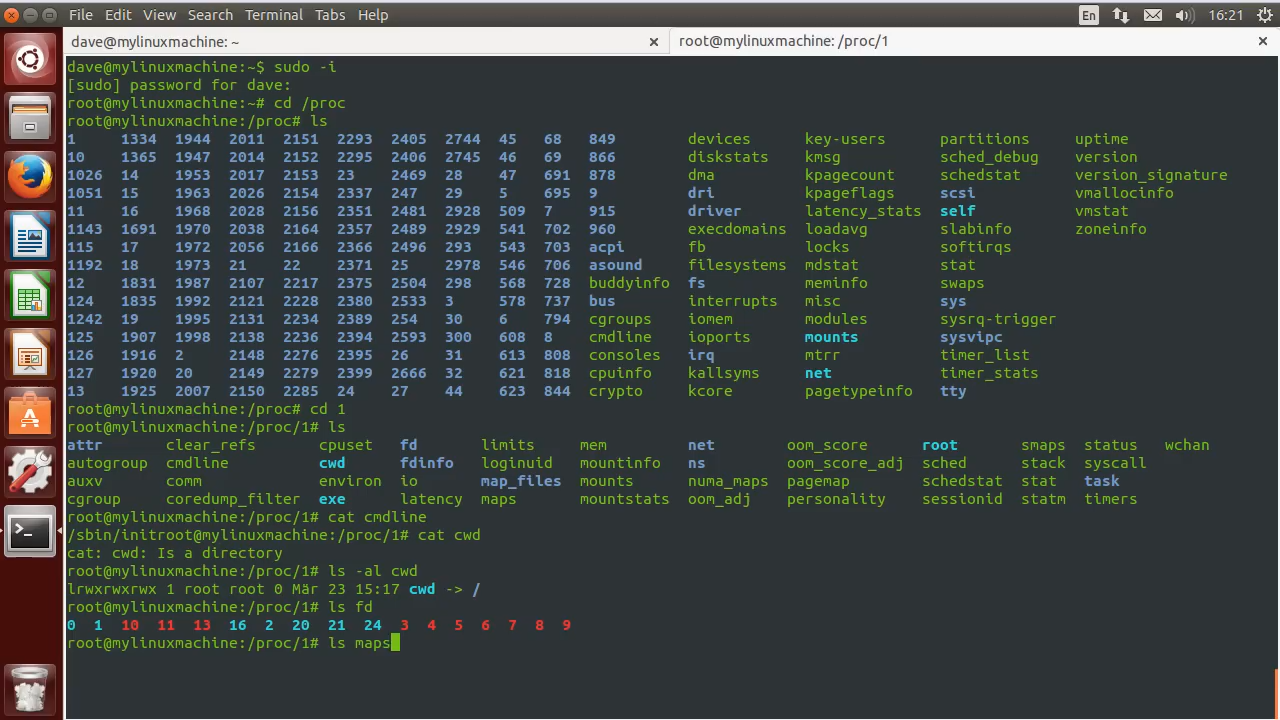 File Edit View Search Terminal Tabs Help En 16:21
dave@mylinuxmachine: ~ × root@mylinuxmachine: /proc/1 ×
dave@mylinuxmachine:~$ sudo -i
[sudo] password for dave:
root@mylinuxmachine:~# cd /proc
root@mylinuxmachine:/proc# ls
1 1334 1944 2011 2151 2293 2405 2744 45 68 849 devices key-users partitions uptime
10 1365 1947 2014 2152 2295 2406 2745 46 69 866 diskstats kmsg sched_debug version
1026 14 1953 2017 2153 23 2469 28 47 691 878 dma kpagecount schedstat version_signature
1051 15 1963 2026 2154 2337 247 29 5 695 9 dri kpageflags scsi vmallocinfo
11 16 1968 2028 2156 2351 2481 2928 509 7 915 driver latency_stats self vmstat
1143 1691 1970 2038 2164 2357 2489 2929 541 702 960 execdomains loadavg slabinfo zoneinfo
115 17 1972 2056 2166 2366 2496 293 543 703 acpi fb locks softirqs
1192 18 1973 21 22 2371 25 2978 546 706 asound filesystems mdstat stat
12 1831 1987 2107 2217 2375 2504 298 568 728 buddyinfo fs meminfo swaps
124 1835 1992 2121 2228 2380 2533 3 578 737 bus interrupts misc sys
1242 19 1995 2131 2234 2389 254 30 6 794 cgroups iomem modules sysrq-trigger
125 1907 1998 2138 2236 2394 2593 300 608 8 cmdline ioports mounts sysvipc
126 1916 2 2148 2276 2395 26 31 613 808 consoles irq mtrr timer_list
127 1920 20 2149 2279 2399 2666 32 621 818 cpuinfo kallsyms net timer_stats
13 1925 2007 2150 2285 24 27 44 623 844 crypto kcore pagetypeinfo tty
root@mylinuxmachine:/proc# cd 1
root@mylinuxmachine:/proc/1# ls
attr clear_refs cpuset fd limits mem net oom_score root smaps status wchan
autogroup cmdline cwd fdinfo loginuid mountinfo ns oom_score_adj sched stack syscall
auxv comm environ io map_files mounts numa_maps pagemap schedstat stat task
cgroup coredump_filter exe latency maps mountstats oom_adj personality sessionid statm timers
root@mylinuxmachine:/proc/1# cat cmdline
/sbin/initroot@mylinuxmachine:/proc/1# cat cwd
cat: cwd: Is a directory
root@mylinuxmachine:/proc/1# ls -al cwd
lrwxrwxrwx 1 root root 0 Mär 23 15:17 cwd -> /
root@mylinuxmachine:/proc/1# ls fd
0 1 10 11 13 16 2 20 21 24 3 4 5 6 7 8 9
root@mylinuxmachine:/proc/1# ls maps